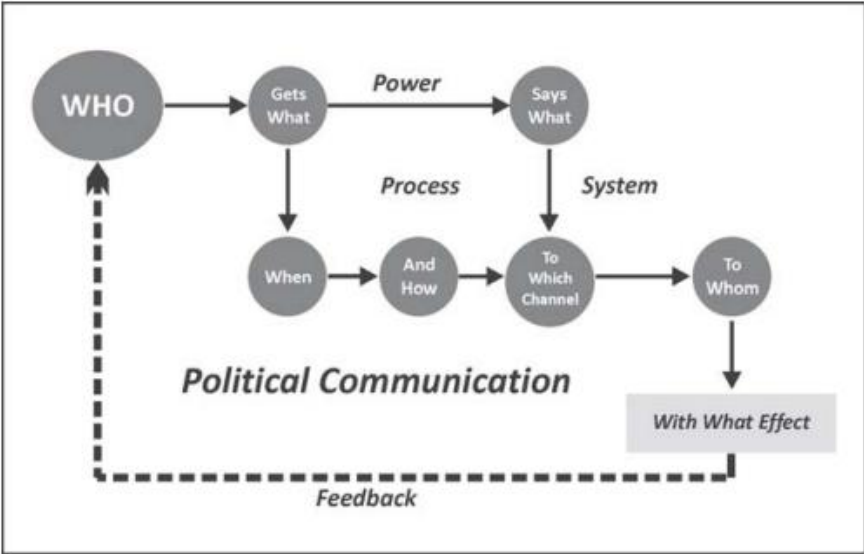 WHO
Gets
What
Power
Says
What
Process
System
When
And
How
To
Which
Channel
To
Whom
Political Communication
With What Effect
Feedback